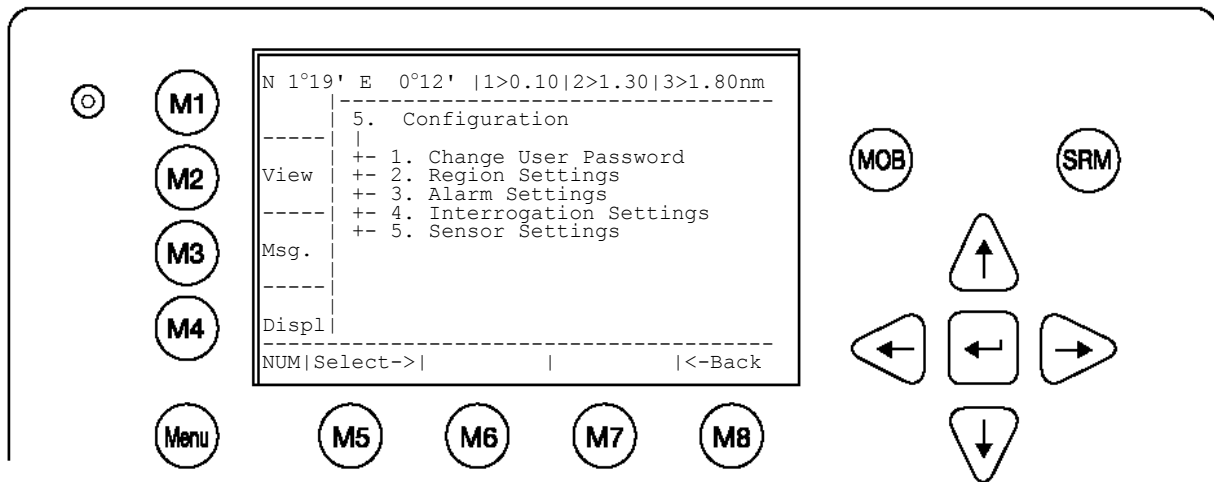 N 1°19' E 0°12' |1>0.10|2>1.30|3>1.80nm
5. Configuration
+- 1. Change User Password
+- 2. Region Settings
+- 3. Alarm Settings
+- 4. Interrogation Settings
+- 5. Sensor Settings
View
Msg.
Displ
NUM|Select->| | |<-Back
M1
M2
M3
M4
Menu
M5
M6
M7
M8
MOB
SRM